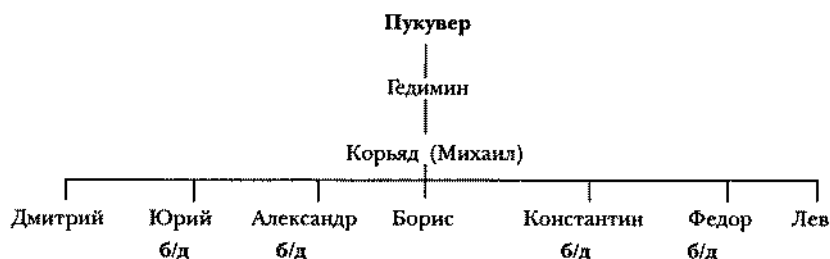 Пукувер
Гедимин
Корьяд (Михаил)
Дмитрий Юрий Александр Борис Константин Федор Лев
б/д б/д б/д б/д